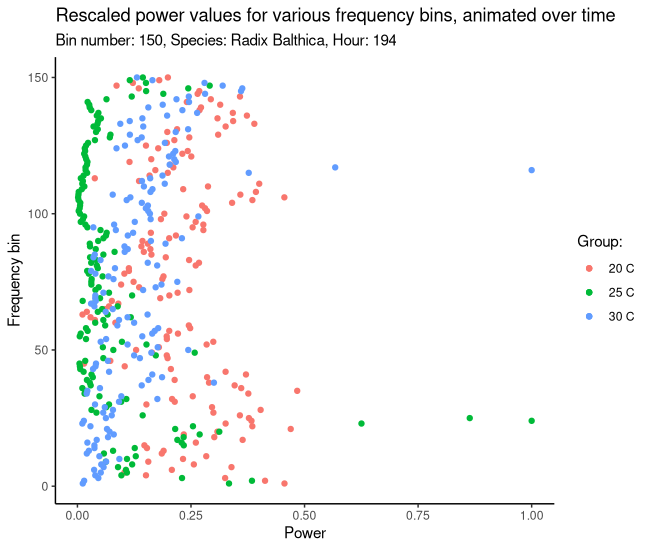 Rescaled power values for various frequency bins, animated over time
Bin number: 150, Species: Radix Balthica, Hour: 194
150
100
50
0
Frequency bin
0.00 0.25 0.50 0.75 1.00
Power
Group:
20 C
25 C
30 C